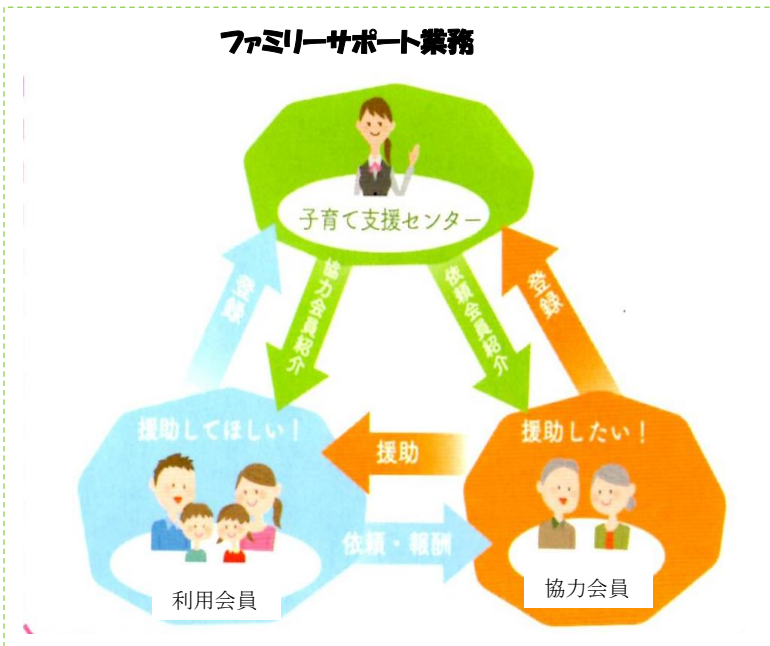 ファミリーサポート業務
子育て支援センター
登録
協力会員紹介
依頼会員紹介
登録
援助してほしい！
援助
援助したい！
依頼・報酬
利用会員
協力会員